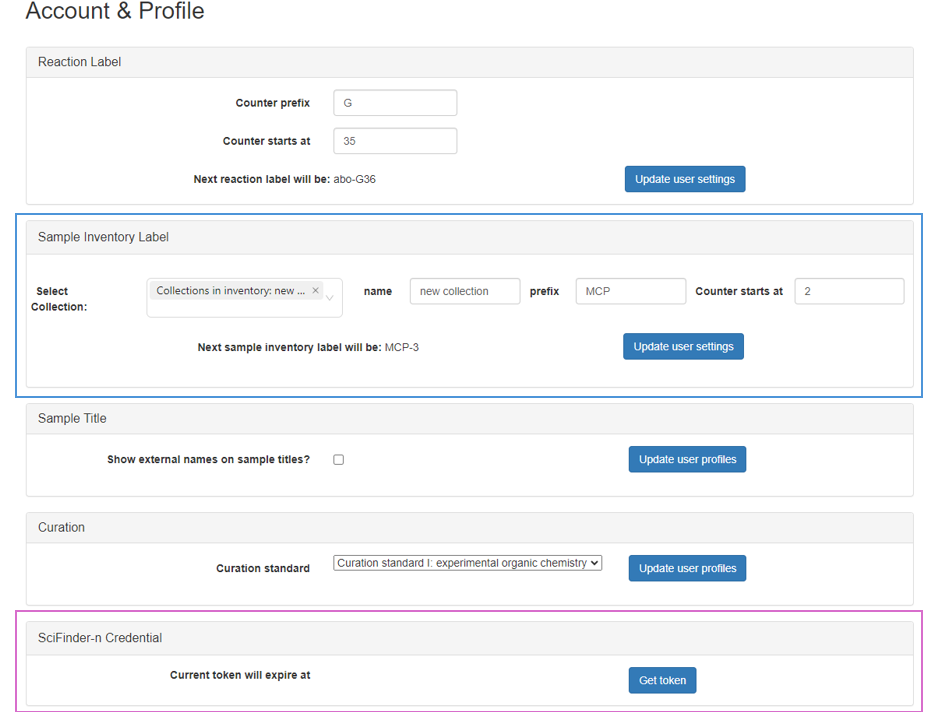 Account & Profile
Reaction Label
Counter prefix G
Counter starts at 35
Next reaction label will be: abo-G36 Update user settings
Sample Inventory Label
Select Collection: Collections in inventory: new ... × name new collection prefix MCP Counter starts at 2
Next sample inventory label will be: MCP-3 Update user settings
Sample Title
Show external names on sample titles? Update user profiles
Curation
Curation standard Curation standard I: experimental organic chemistry Update user profiles
SciFinder-n Credential
Current token will expire at Get token